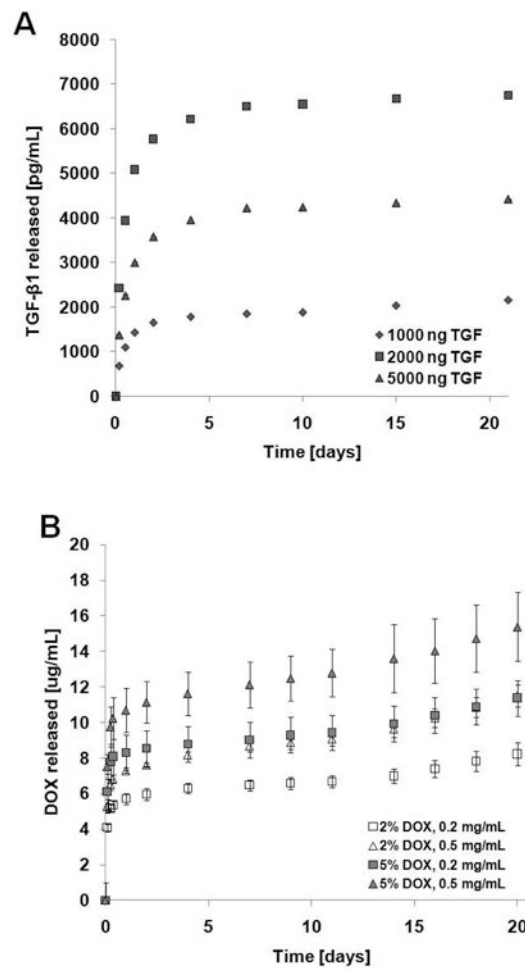 A
8000
7000
6000
5000
4000
3000
2000
1000
0
TGF-β1 released [pg/mL]
1000 ng TGF
2000 ng TGF
5000 ng TGF
0 5 10 15 20
Time [days]
B
20
18
16
14
12
10
8
6
4
2
0
DOX released [ug/mL]
2% DOX, 0.2 mg/mL
2% DOX, 0.5 mg/mL
5% DOX, 0.2 mg/mL
5% DOX, 0.5 mg/mL
0 5 10 15 20
Time [days]